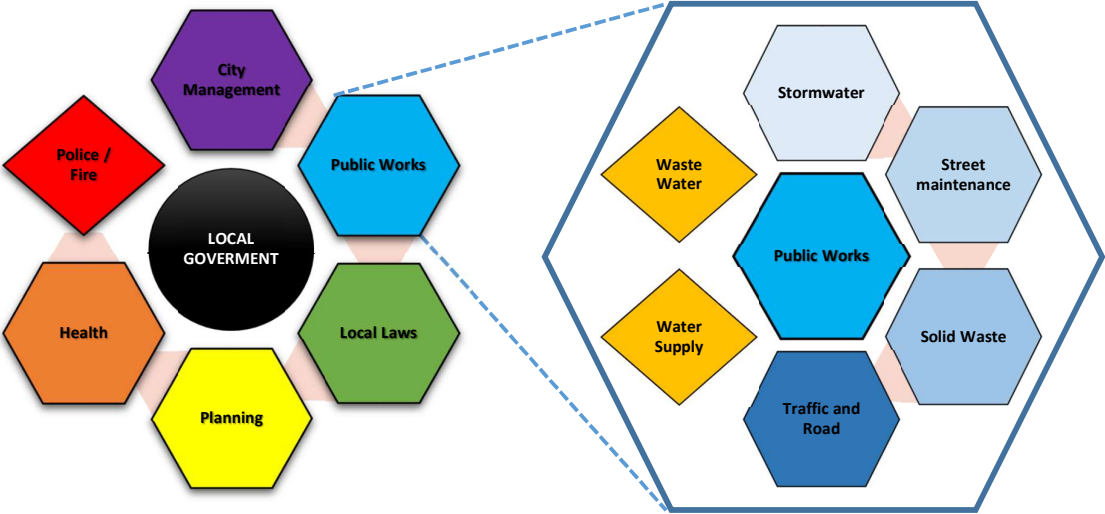 City
Management
Police /
Fire
Public Works
LOCAL
GOVERMENT
Health
Local Laws
Planning
Stormwater
Waste
Water
Street
maintenance
Public Works
Water
Supply
Solid Waste
Traffic and
Road